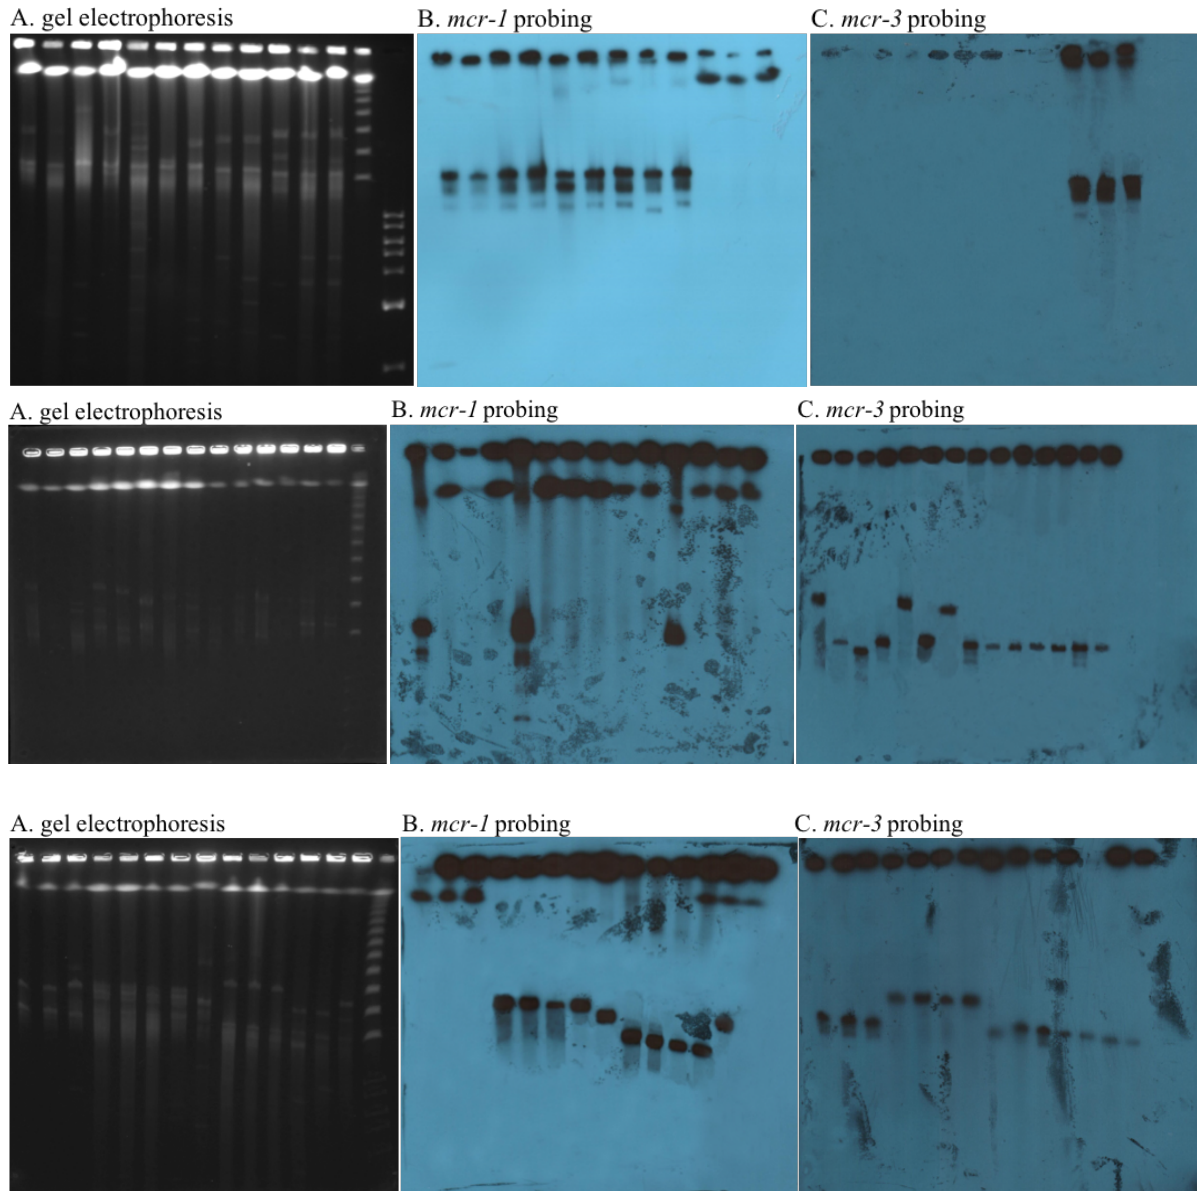 A. gel electrophoresis
B. mcr-1 probing
C. mcr-3 probing
A. gel electrophoresis
B. mcr-1 probing
C. mcr-3 probing
A. gel electrophoresis
B. mcr-1 probing
C. mcr-3 probing